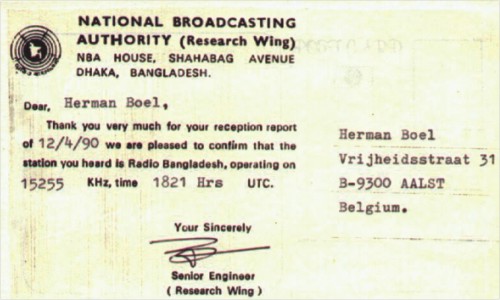 NATIONAL BROADCASTING
AUTHORITY (Research Wing)
NBA HOUSE, SHAHABAG AVENUE
DHAKA, BANGLADESH.
Dear, Herman Boel,
Thank you very much for your reception report
of 12/4/90 we are pleased to confirm that the
station you heard is Radio Bangladesh, operating on
15255 KHz, time 1821 Hrs UTC.
Your Sincerely
Senior Engineer
( Research Wing )
Herman Boel
Vrijheidsstraat 31
B-9300 AALST
Belgium.